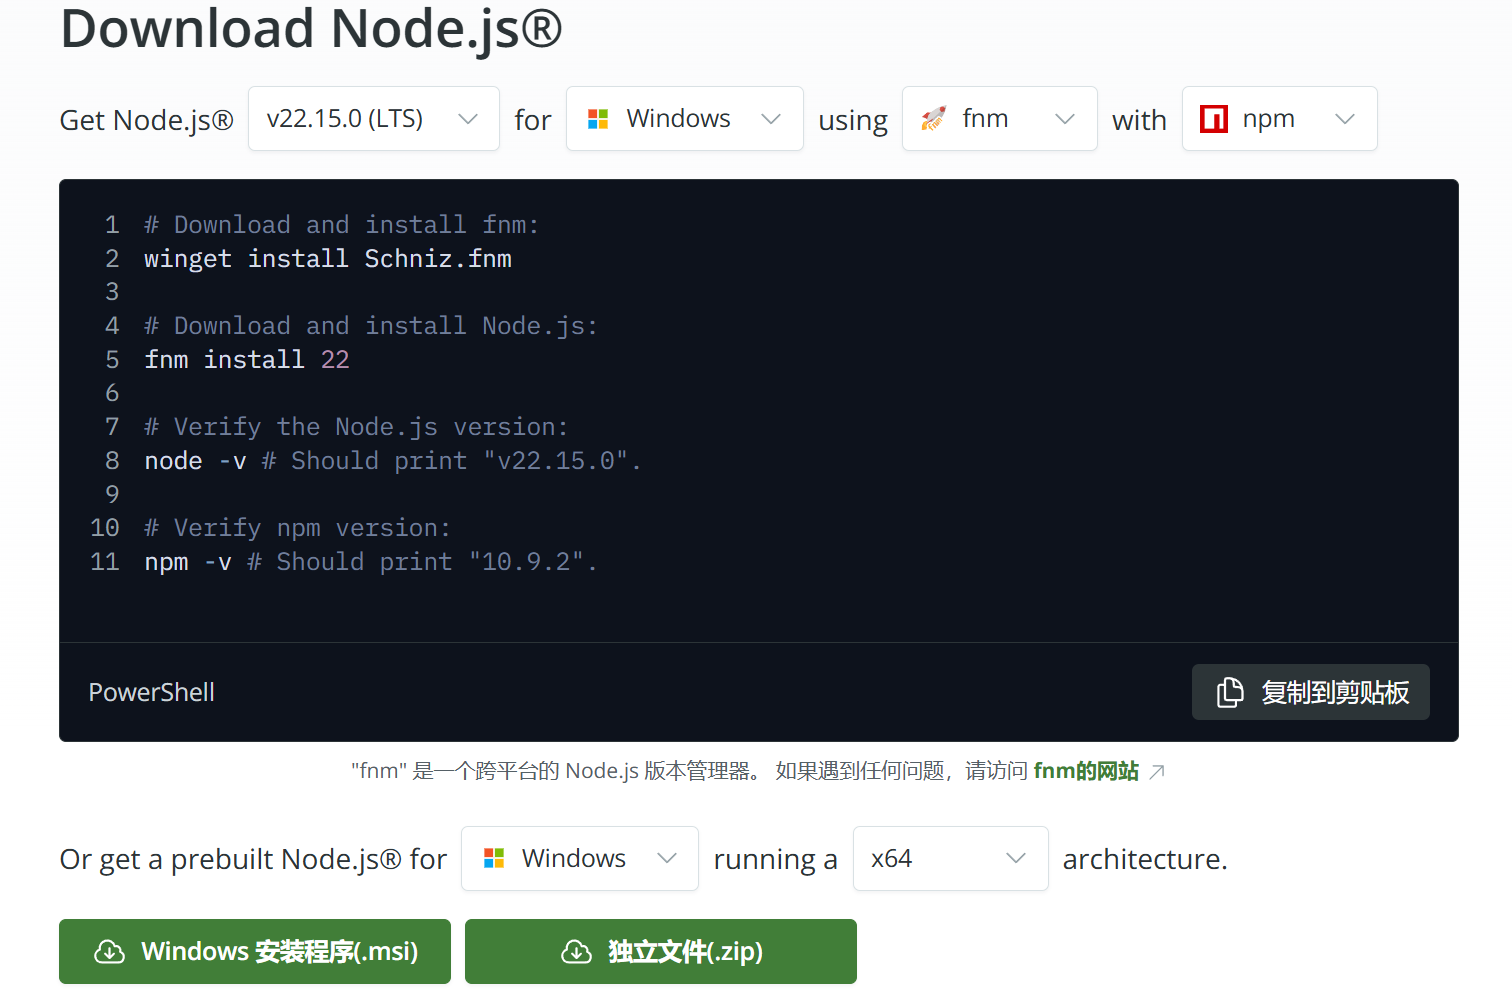 Download Node.js®
Get Node.js® v22.15.0 (LTS) for Windows using fnm with npm
1 # Download and install fnm:
2 winget install Schniz.fnm
3
4 # Download and install Node.js:
5 fnm install 22
6
7 # Verify the Node.js version:
8 node -v # Should print "v22.15.0".
9
10 # Verify npm version:
11 npm -v # Should print "10.9.2".
PowerShell 复制到剪贴板
"fnm" 是一个跨平台的 Node.js 版本管理器。 如果遇到任何问题，请访问 fnm的网站
Or get a prebuilt Node.js® for Windows running a x64 architecture.
Windows 安装程序(.msi) 独立文件(.zip)